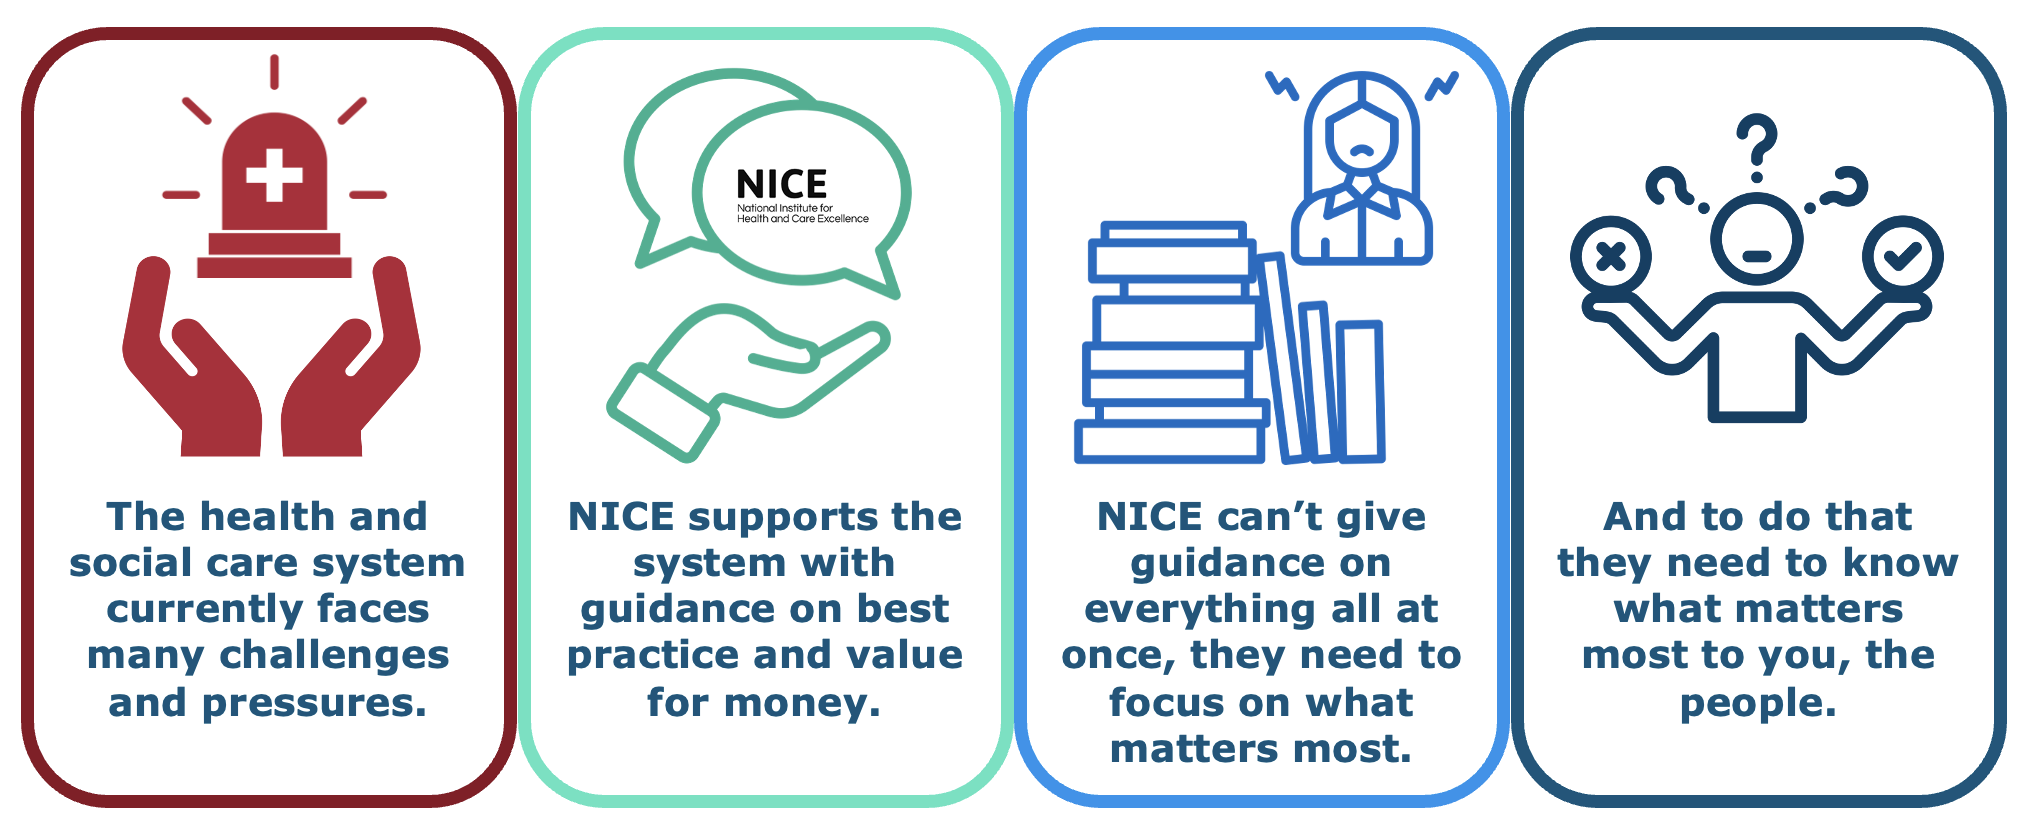 NICE
National Institute for
Health and Care Excellence
The health and
social care system
currently faces
many challenges
and pressures.
NICE supports the
system with
guidance on best
practice and value
for money.
NICE can’t give
guidance on
everything all at
once, they need to
focus on what
matters most.
And to do that
they need to know
what matters
most to you, the
people.